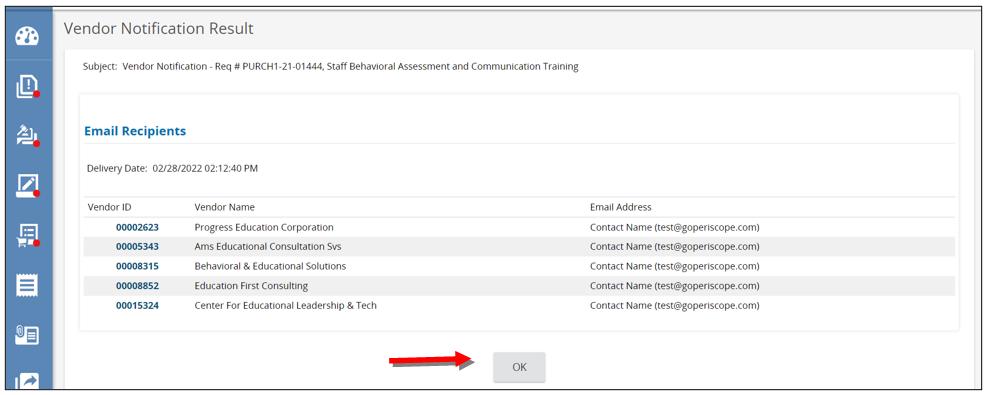 Vendor Notification Result
Subject: Vendor Notification - Req # PURCH1-21-01444, Staff Behavioral Assessment and Communication Training
Email Recipients
Delivery Date: 02/28/2022 02:12:40 PM
Vendor ID Vendor Name Email Address
00002623 Progress Education Corporation Contact Name (test@goperiscope.com)
00005343 Ams Educational Consultation Svs Contact Name (test@goperiscope.com)
00008315 Behavioral & Educational Solutions Contact Name (test@goperiscope.com)
00008852 Education First Consulting Contact Name (test@goperiscope.com)
00015324 Center For Educational Leadership & Tech Contact Name (test@goperiscope.com)
OK